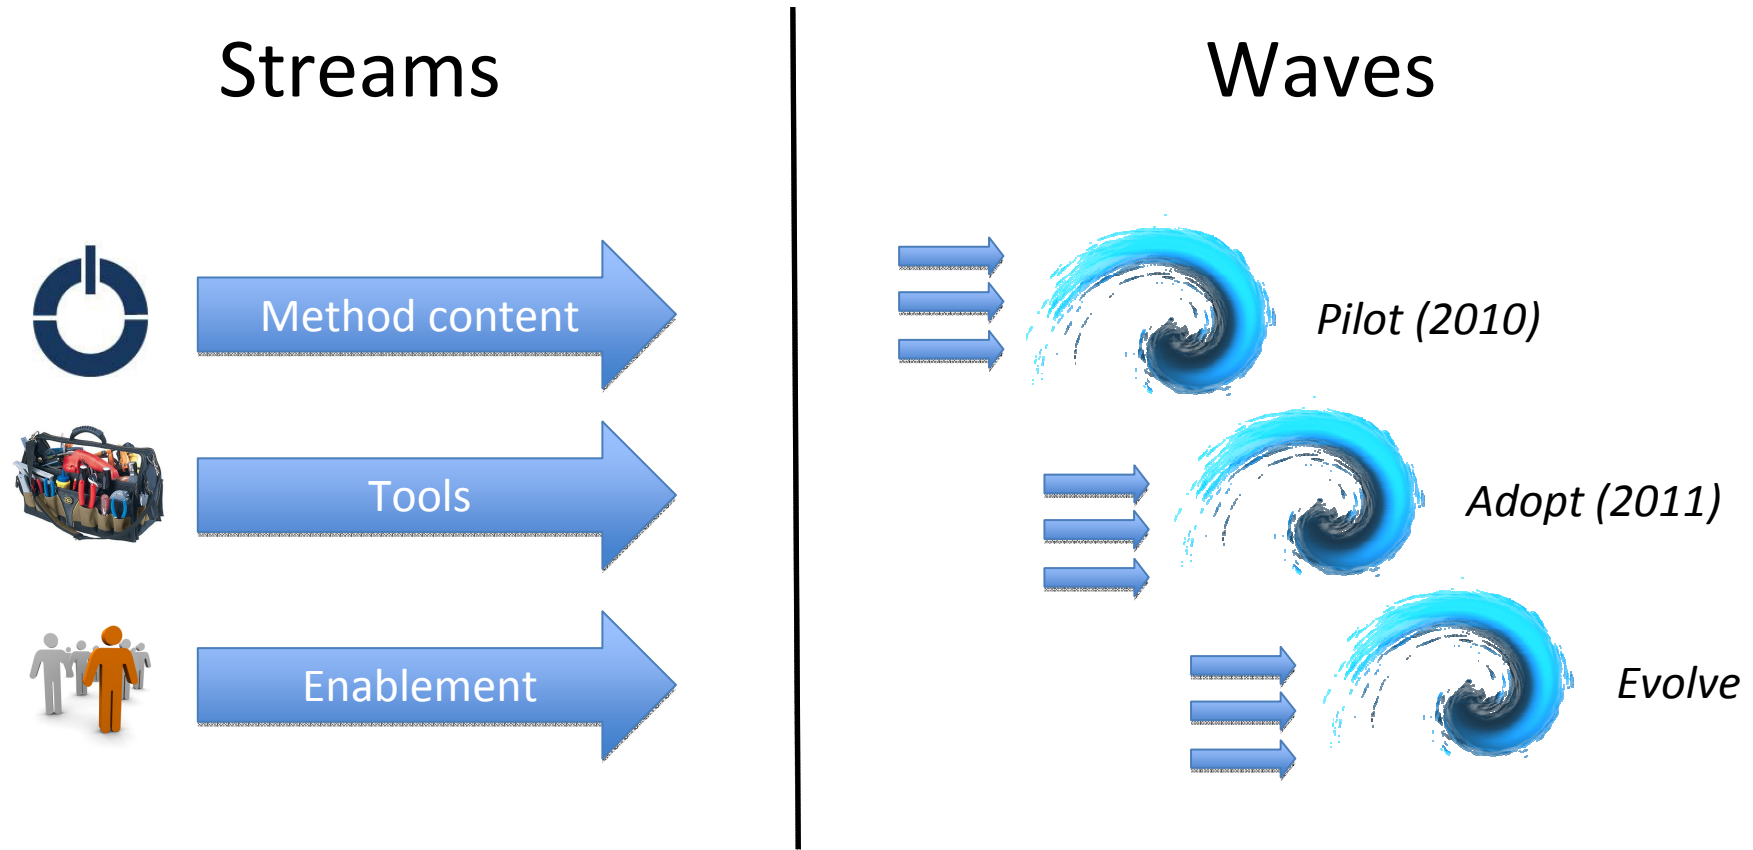 Streams
Waves
Method content
Tools
Enablement
Pilot (2010)
Adopt (2011)
Evolve